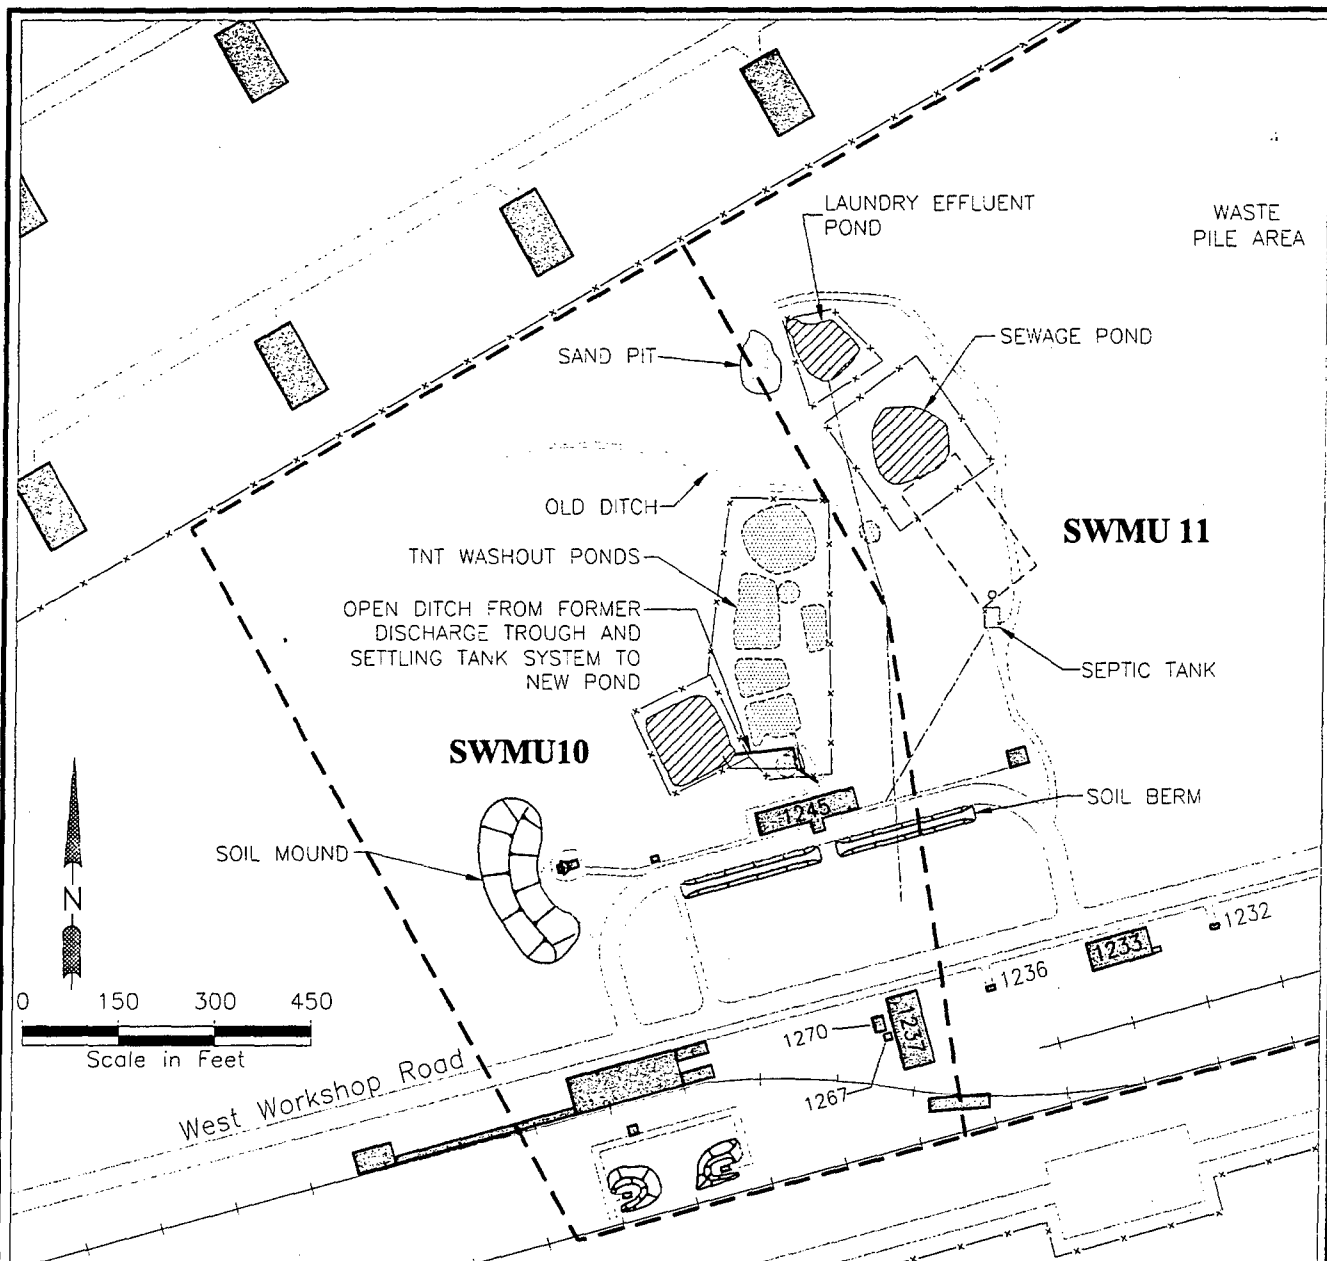 LAUNDRY EFFLUENT
POND
WASTE
PILE AREA
SEWAGE POND
SAND PIT
OLD DITCH
SWMU 11
TNT WASHOUT PONDS
OPEN DITCH FROM FORMER
DISCHARGE TROUGH AND
SETTLING TANK SYSTEM TO
NEW POND
SEPTIC TANK
SWMU10
1245
SOIL BERM
SOIL MOUND
N
1232
1233
1236
0 150 300 450
Scale in Feet
1270
1237
1267
West Workshop Road